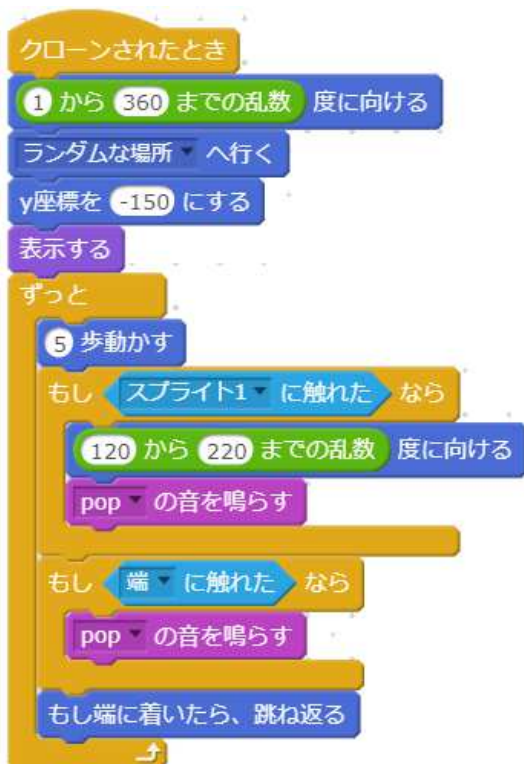 クローンされたとき
1 から 360 までの乱数 度に向ける
ランダムな場所 へ行く
y座標を -150 にする
表示する
ずっと
5 歩動かす
もし スプライト1 に触れた なら
120 から 220 までの乱数 度に向ける
pop の音を鳴らす
もし 端 に触れた なら
pop の音を鳴らす
もし端に着いたら、跳ね返る